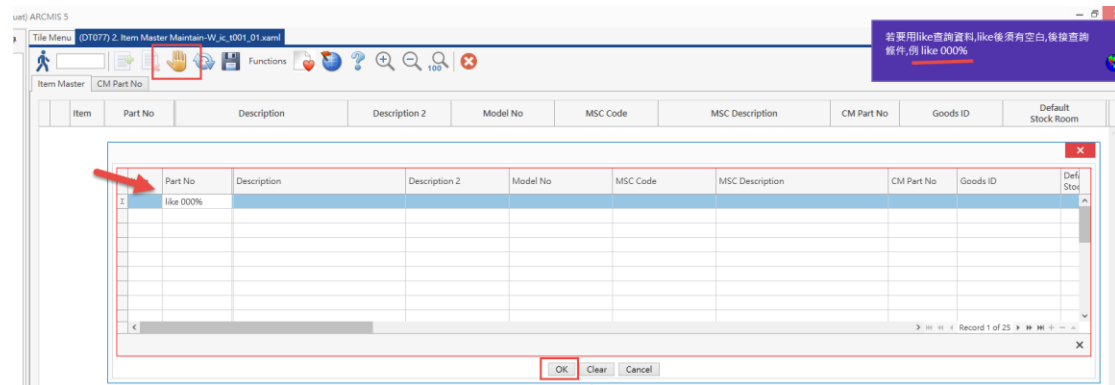 uat) ARCMIS 5
Tile Menu (DT077) 2. Item Master Maintain-W_ic_t001_01.xaml
若要用like查詢資料,like後須有空白,後接查詢
條件,例 like 000%
Functions 100
Item Master CM Part No
Item Part No Description Description 2 Model No MSC Code MSC Description CM Part No Goods ID Default
Stock Room
Part No Description Description 2 Model No MSC Code MSC Description CM Part No Goods ID Defa
Stoc
like 000%
Record 1 of 25
OK Clear Cancel